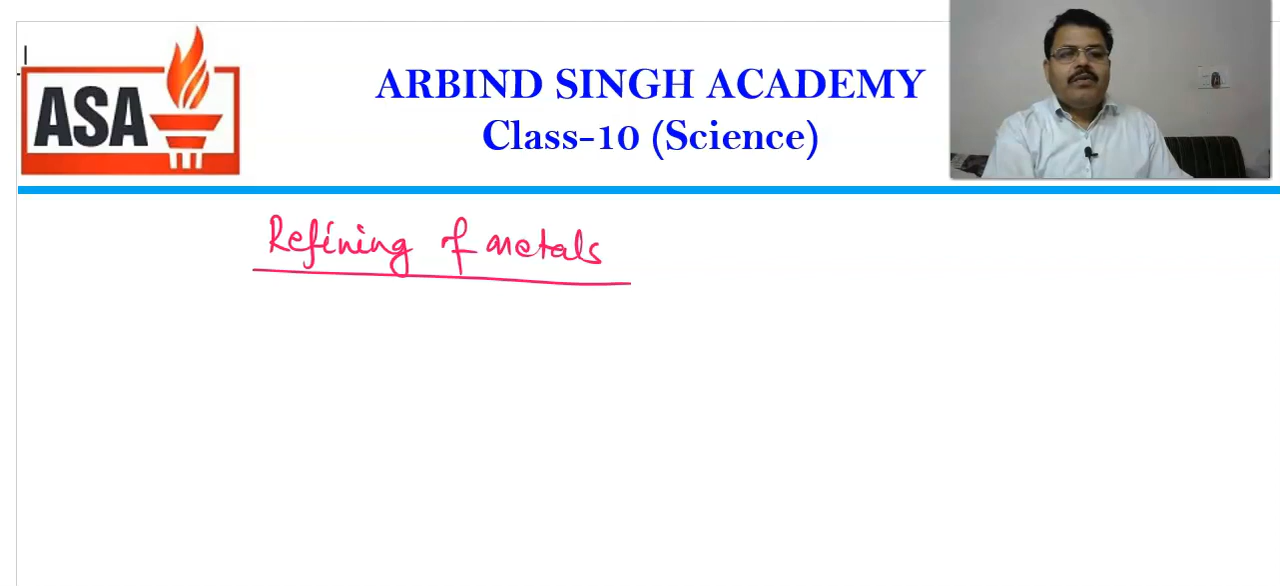 ASA
ARBIND SINGH ACADEMY
Class-10 (Science)
Refining of metals